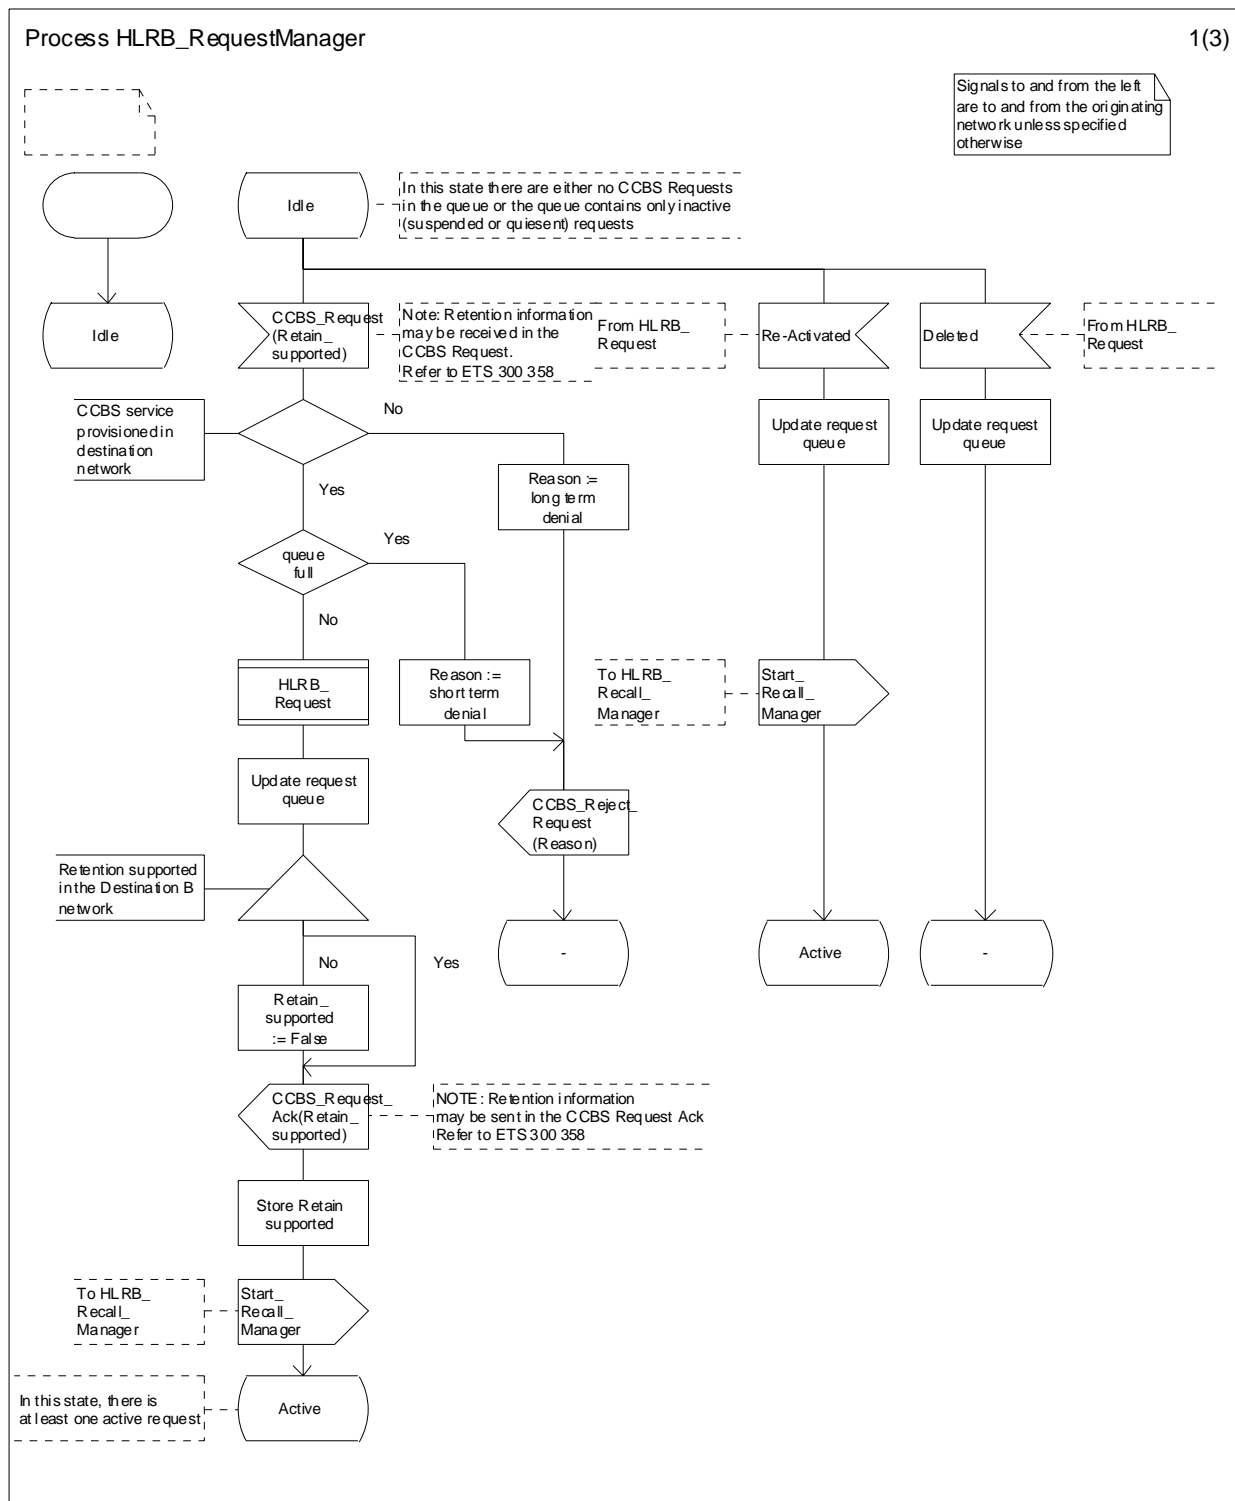 Process HLRB_RequestManager
1(3)
Signals to and from the left
are to and from the originating
network unless specified
otherwise
Idle
In this state there are either no CCBS Requests
in the queue or the queue contains only inactive
(suspended or quiesent) requests
Idle
CCBS_Request
(Retain_
supported)
Note: Retention information
may be received in the
CCBS Request.
Refer to ETS 300 358
From HLRB_
Request
Re-Activated
Deleted
From HLRB_
Request
CCBS service
provisioned in
destination
network
No
Yes
Reason :=
long term
denial
Update request
queue
Update request
queue
queue
full
Yes
No
HLRB_
Request
Reason :=
short term
denial
To HLRB_
Recall_
Manager
Start_
Recall_
Manager
Update request
queue
CCBS_Reject_
Request
(Reason)
Retention supported
in the Destination B
network
No
Yes
-
Active
-
Retain_
supported
:= False
CCBS_Request_
Ack(Retain_
supported)
NOTE: Retention information
may be sent in the CCBS Request Ack
Refer to ETS 300 358
Store Retain
supported
To HLRB_
Recall_
Manager
Start_
Recall_
Manager
In this state, there is
at least one active request
Active